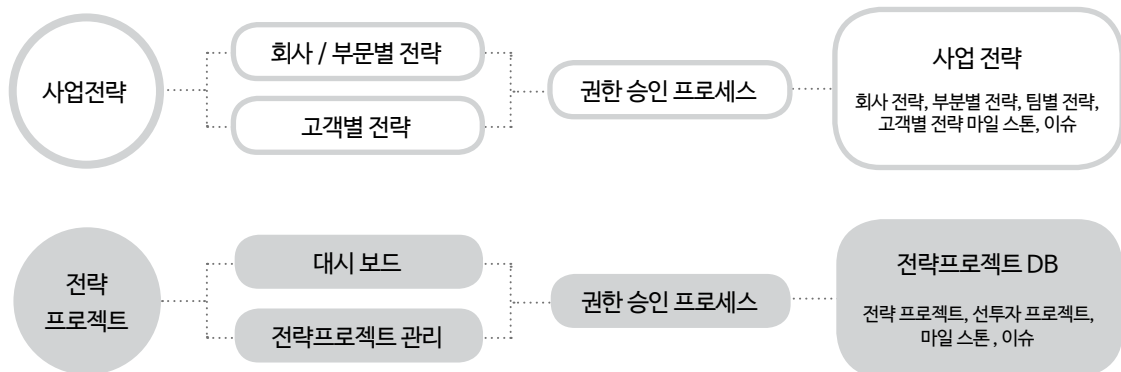 사업전략
회사 / 부문별 전략
고객별 전략
권한 승인 프로세스
사업 전략
회사 전략, 부분별 전략, 팀별 전략,
고객별 전략 마일 스톤, 이슈
전략
프로젝트
대시 보드
전략프로젝트 관리
권한 승인 프로세스
전략프로젝트 DB
전략 프로젝트, 선투자 프로젝트,
마일 스톤 , 이슈